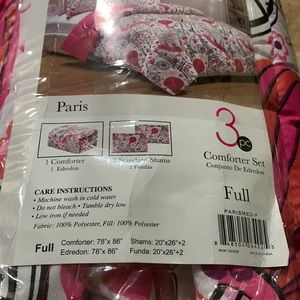 Paris
3
pc
Comforter Set
Conjunto De Edredon
1 Comforter
1 Edredon
2 Standard Shams
2 Fundas
Full
CARE INSTRUCTIONS
• Machine wash in cold water
• Do not bleach • Tumble dry low
• Low iron if needed
Fabric: 100% Polyester, Fill: 100% Polyester
PARISMED-F
Full
Comforter: 78"x 86" Shams: 20"x26"+2
Edredon: 78"x 86" Funda: 20"x26"+2